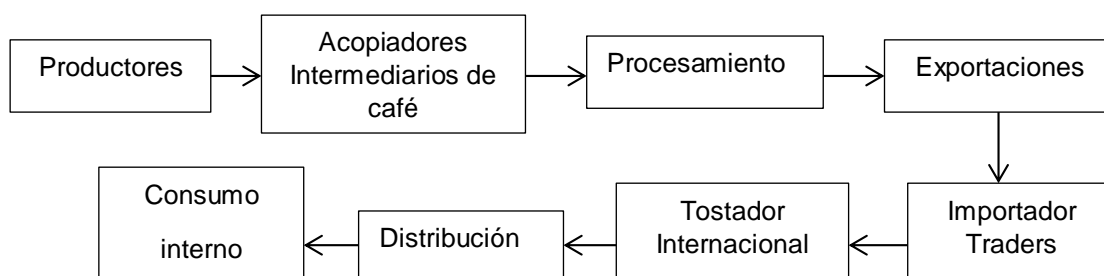 Productores
Acopiadores
Intermediarios de
café
Procesamiento
Exportaciones
Importador
Traders
Tostador
Internacional
Distribución
Consumo
interno